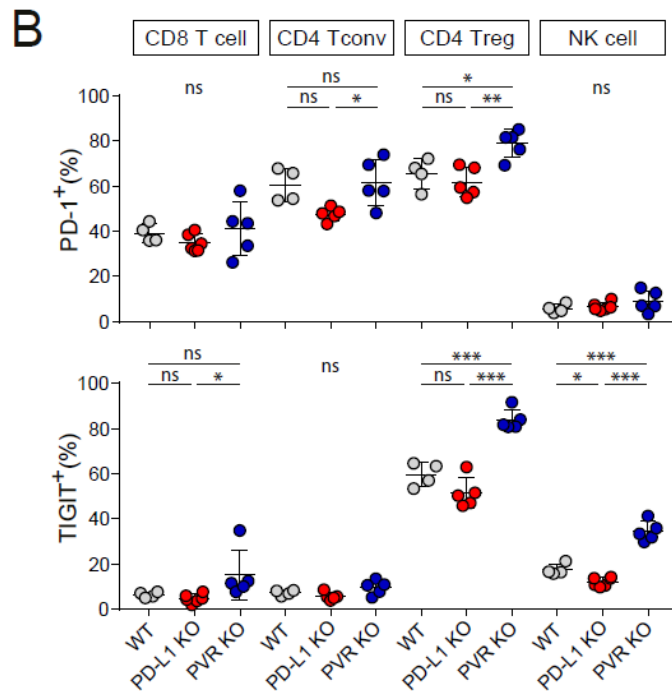 B
CD8 T cell CD4 Tconv CD4 Treg NK cell
ns ns * ns
ns * ns **
100
80
60
40
20
0
PD-1+(%)
ns ns *** ***
ns * ns *** * ***
100
80
60
40
20
0
TIGIT+(%)
WT PD-L1 KO PVR KO WT PD-L1 KO PVR KO WT PD-L1 KO PVR KO WT PD-L1 KO PVR KO